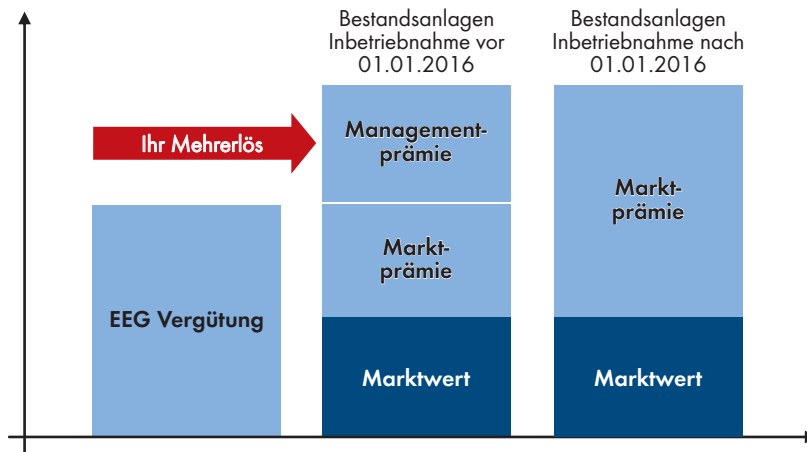 Bestandsanlagen
Inbetriebnahme vor
01.01.2016
Bestandsanlagen
Inbetriebnahme nach
01.01.2016
Ihr Mehrerlös
Management-
prämie
Markt-
prämie
Markt-
prämie
EEG Vergütung
Marktwert
Marktwert